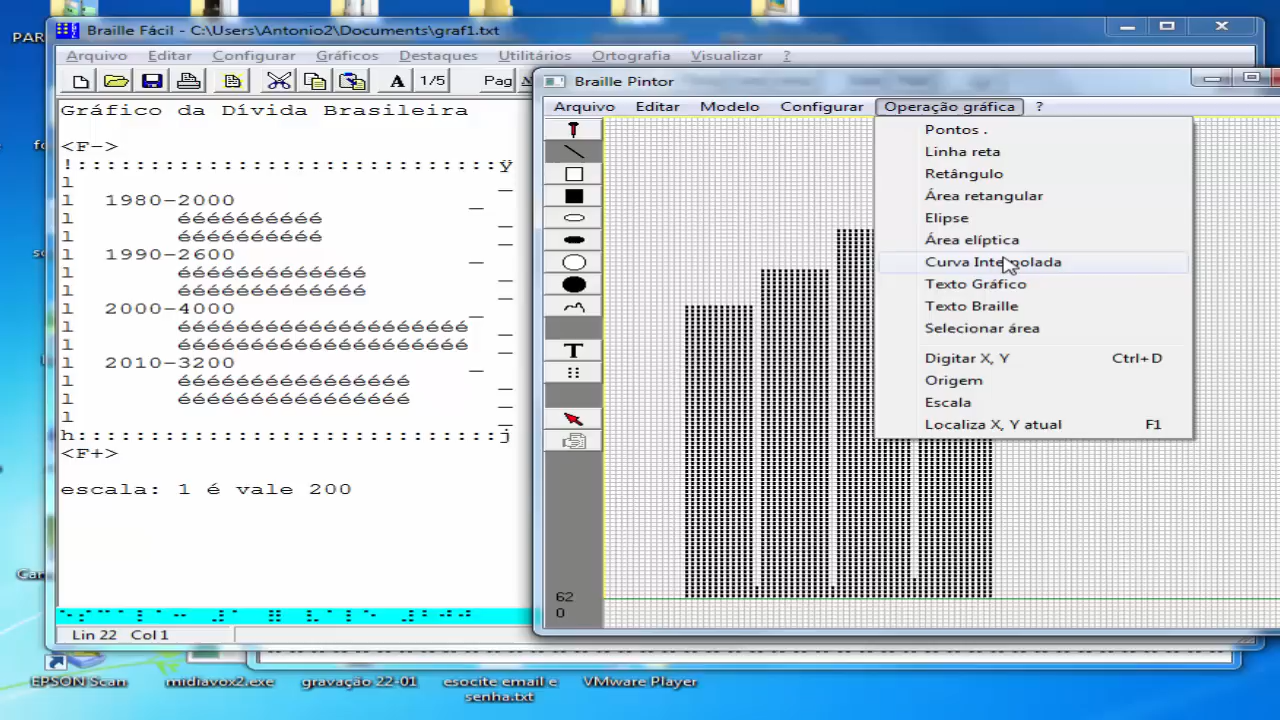 PAR
Braille Fácil - C:\Users\Antonio2\Documents\graf1.txt
Arquivo Editar Configurar Gráficos Destaques Utilitários Ortografia Visualizar ?
A 1/5 Pag
Gráfico da Dívida Brasileira
<F->
!:::::::::::::::::::::::::::::ÿ
l _
l 1980-2000 _
l éééééééééé _
l éééééééééé _
l 1990-2600 _
l ééééééééééééé _
l ééééééééééééé _
l 2000-4000 _
l éééééééééééééééééééé _
l éééééééééééééééééééé _
l 2010-3200 _
l éééééééééééééééé _
l éééééééééééééééé _
l _
h:::::::::::::::::::::::::::::j
<F+>
escala: 1 é vale 200
Lin 22 Col 1
Braille Pintor
Arquivo Editar Modelo Configurar Operação gráfica ?
T
62
0
Pontos .
Linha reta
Retângulo
Área retangular
Elipse
Área elíptica
Curva Interpolada
Texto Gráfico
Texto Braille
Selecionar área
Digitar X, Y Ctrl+D
Origem
Escala
Localiza X, Y atual F1
EPSON Scan
midiavox2.exe
gravação 22-01
esocite email e
senha.txt
VMware Player